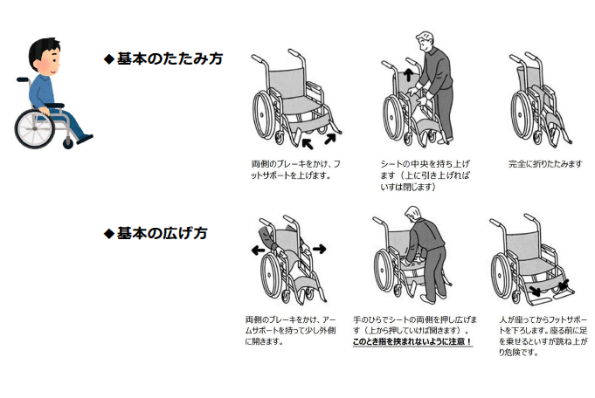 ◆基本のたたみ方
両側のブレーキをかけ、フ
ットサポートを上げます。
シートの中央を持ち上げ
ます（上に引き上げれば
いすは閉じます）
完全に折りたたみます
◆基本の広げ方
両側のブレーキをかけ、アー
ムサポートを持って少し外側
に開きます。
手のひらでシートの両側を押し広げま
す（上から押していけば開きます）。
このとき指を挟まれないように注意！
人が座ってからフットサポー
トを下ろします。座る前に足
を乗せるといすが跳ね上が
り危険です。